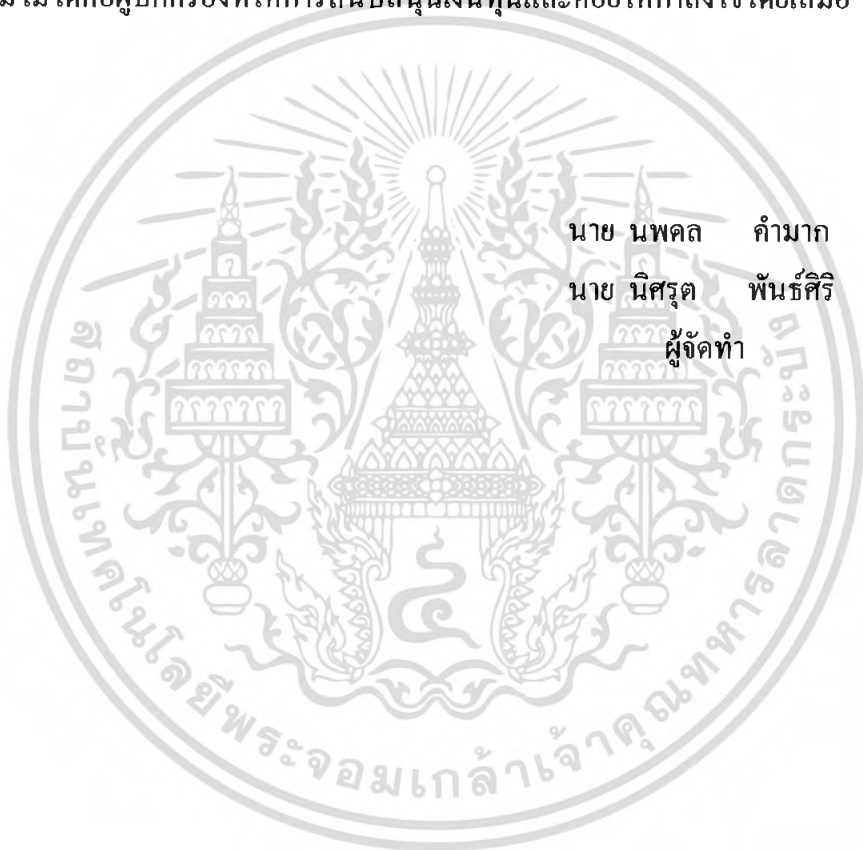 นาย นพดล คำมาก
นาย นิศรุต พันธ์ศิริ
ผู้จัดทำ
สถาบันเทคโนโลยีพระจอมเกล้าเจ้าคุณทหารลาดกระบัง